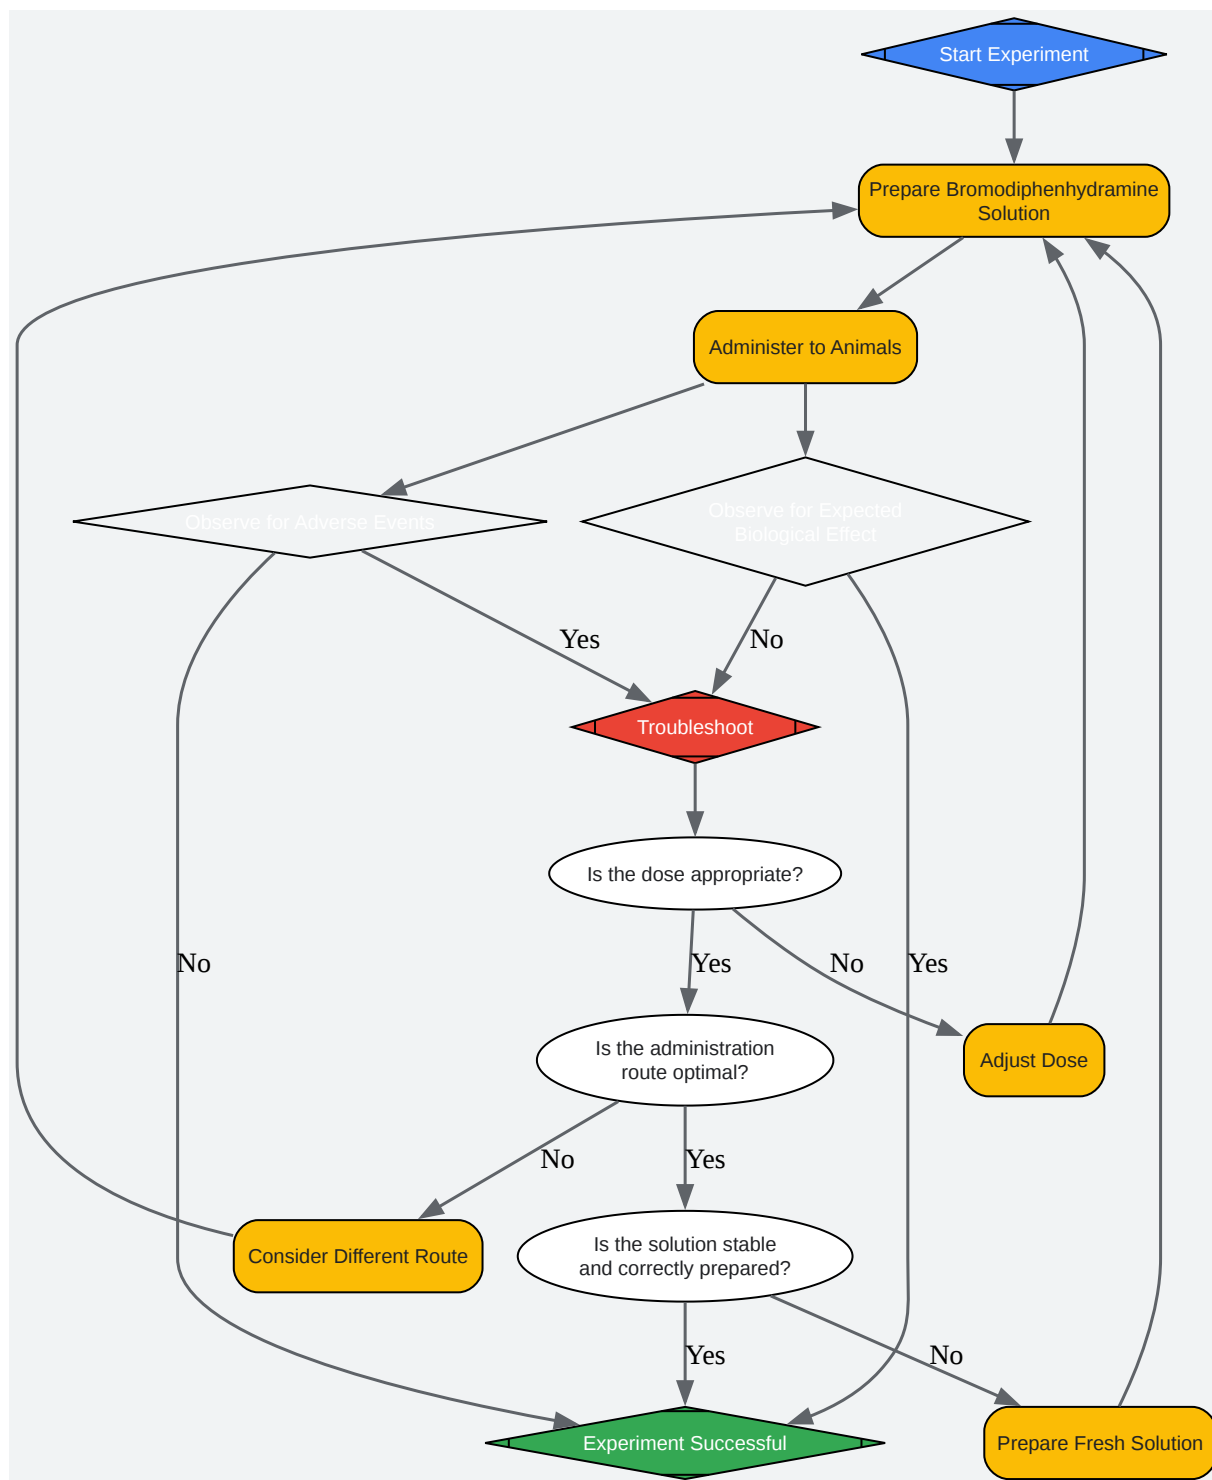 Start Experiment
Prepare Bromodiphenhydramine
Solution
Administer to Animals
Observe for Adverse Events
Observe for Expected
Biological Effect
Yes
No
Troubleshoot
Is the dose appropriate?
No
Yes
No
Yes
Is the administration
route optimal?
Adjust Dose
No
Yes
Consider Different Route
Is the solution stable
and correctly prepared?
Yes
No
Experiment Successful
Prepare Fresh Solution